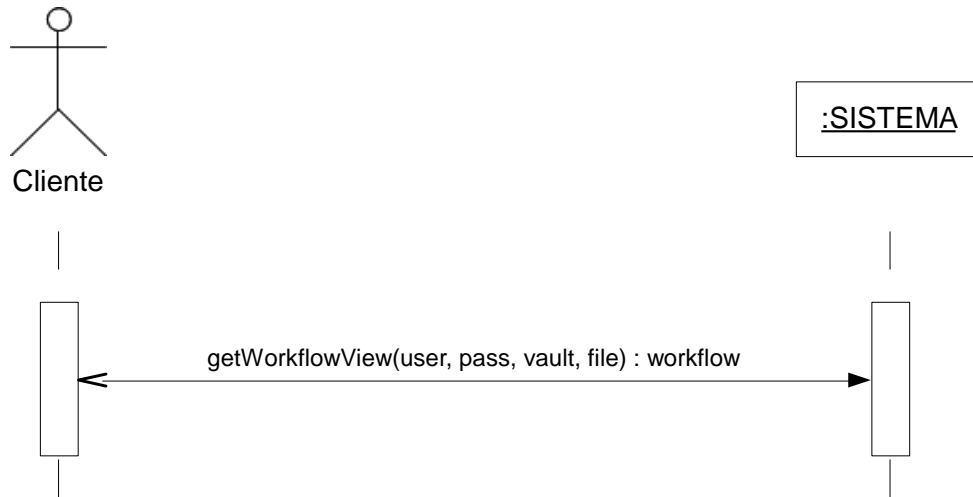 :SISTEMA
Cliente
getWorkflowView(user, pass, vault, file) : workflow